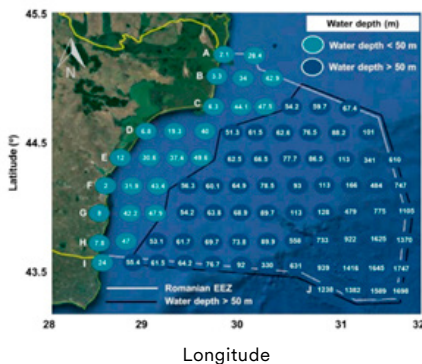 45.5
44.5
43.5
Latitude (°)
Water depth (m)
Water depth < 50 m
Water depth > 50 m
N
A 2.1 29.4
B 3.3 34 42.9
C 6.3 44.1 47.5 54.2 59.7 67.4
D 6.8 19.3 40 51.3 61.5 62.6 76.5 88.2 101
E 12 30.6 37.4 49.6 62.5 66.5 77.7 86.5 113 341 610
F 2 31.9 43.4 56.3 60.1 64.9 78.5 93 113 166 484 747
G 42.2 47.9 54.2 63.8 68.9 89.7 113 128 479 775 1105
H 7.8 47 53.1 61.7 69.7 73.8 89.9 550 733 922 1625 1370
I 24 55.4 61.5 64.2 76.7 92 330 631 939 1416 1645 1747
J 1238 1382 1589 1698
Romanian EEZ
Water depth > 50 m
28 29 30 31 32
Longitude